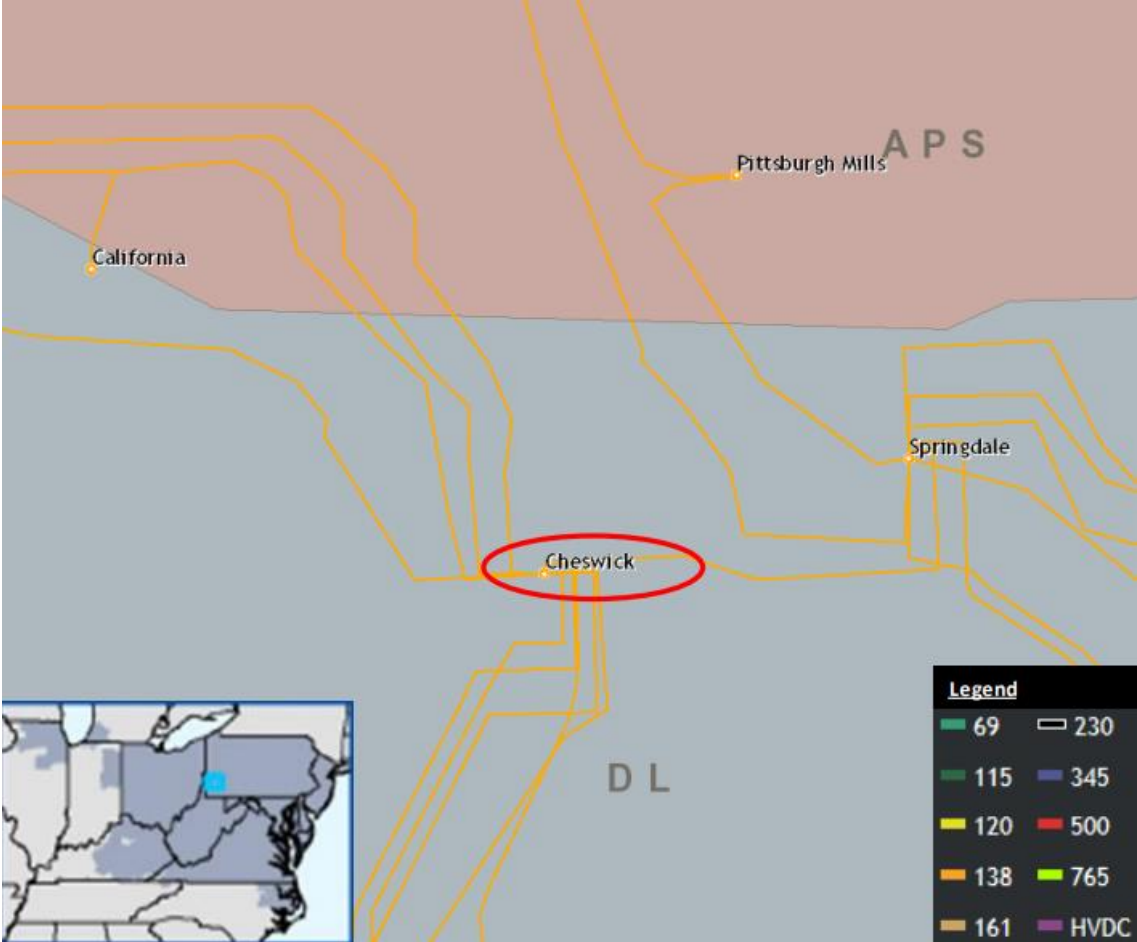 A P S
Pittsburgh Mills
California
Springdale
Cheswick
D L
Legend
69 230
115 345
120 500
138 765
161 HVDC